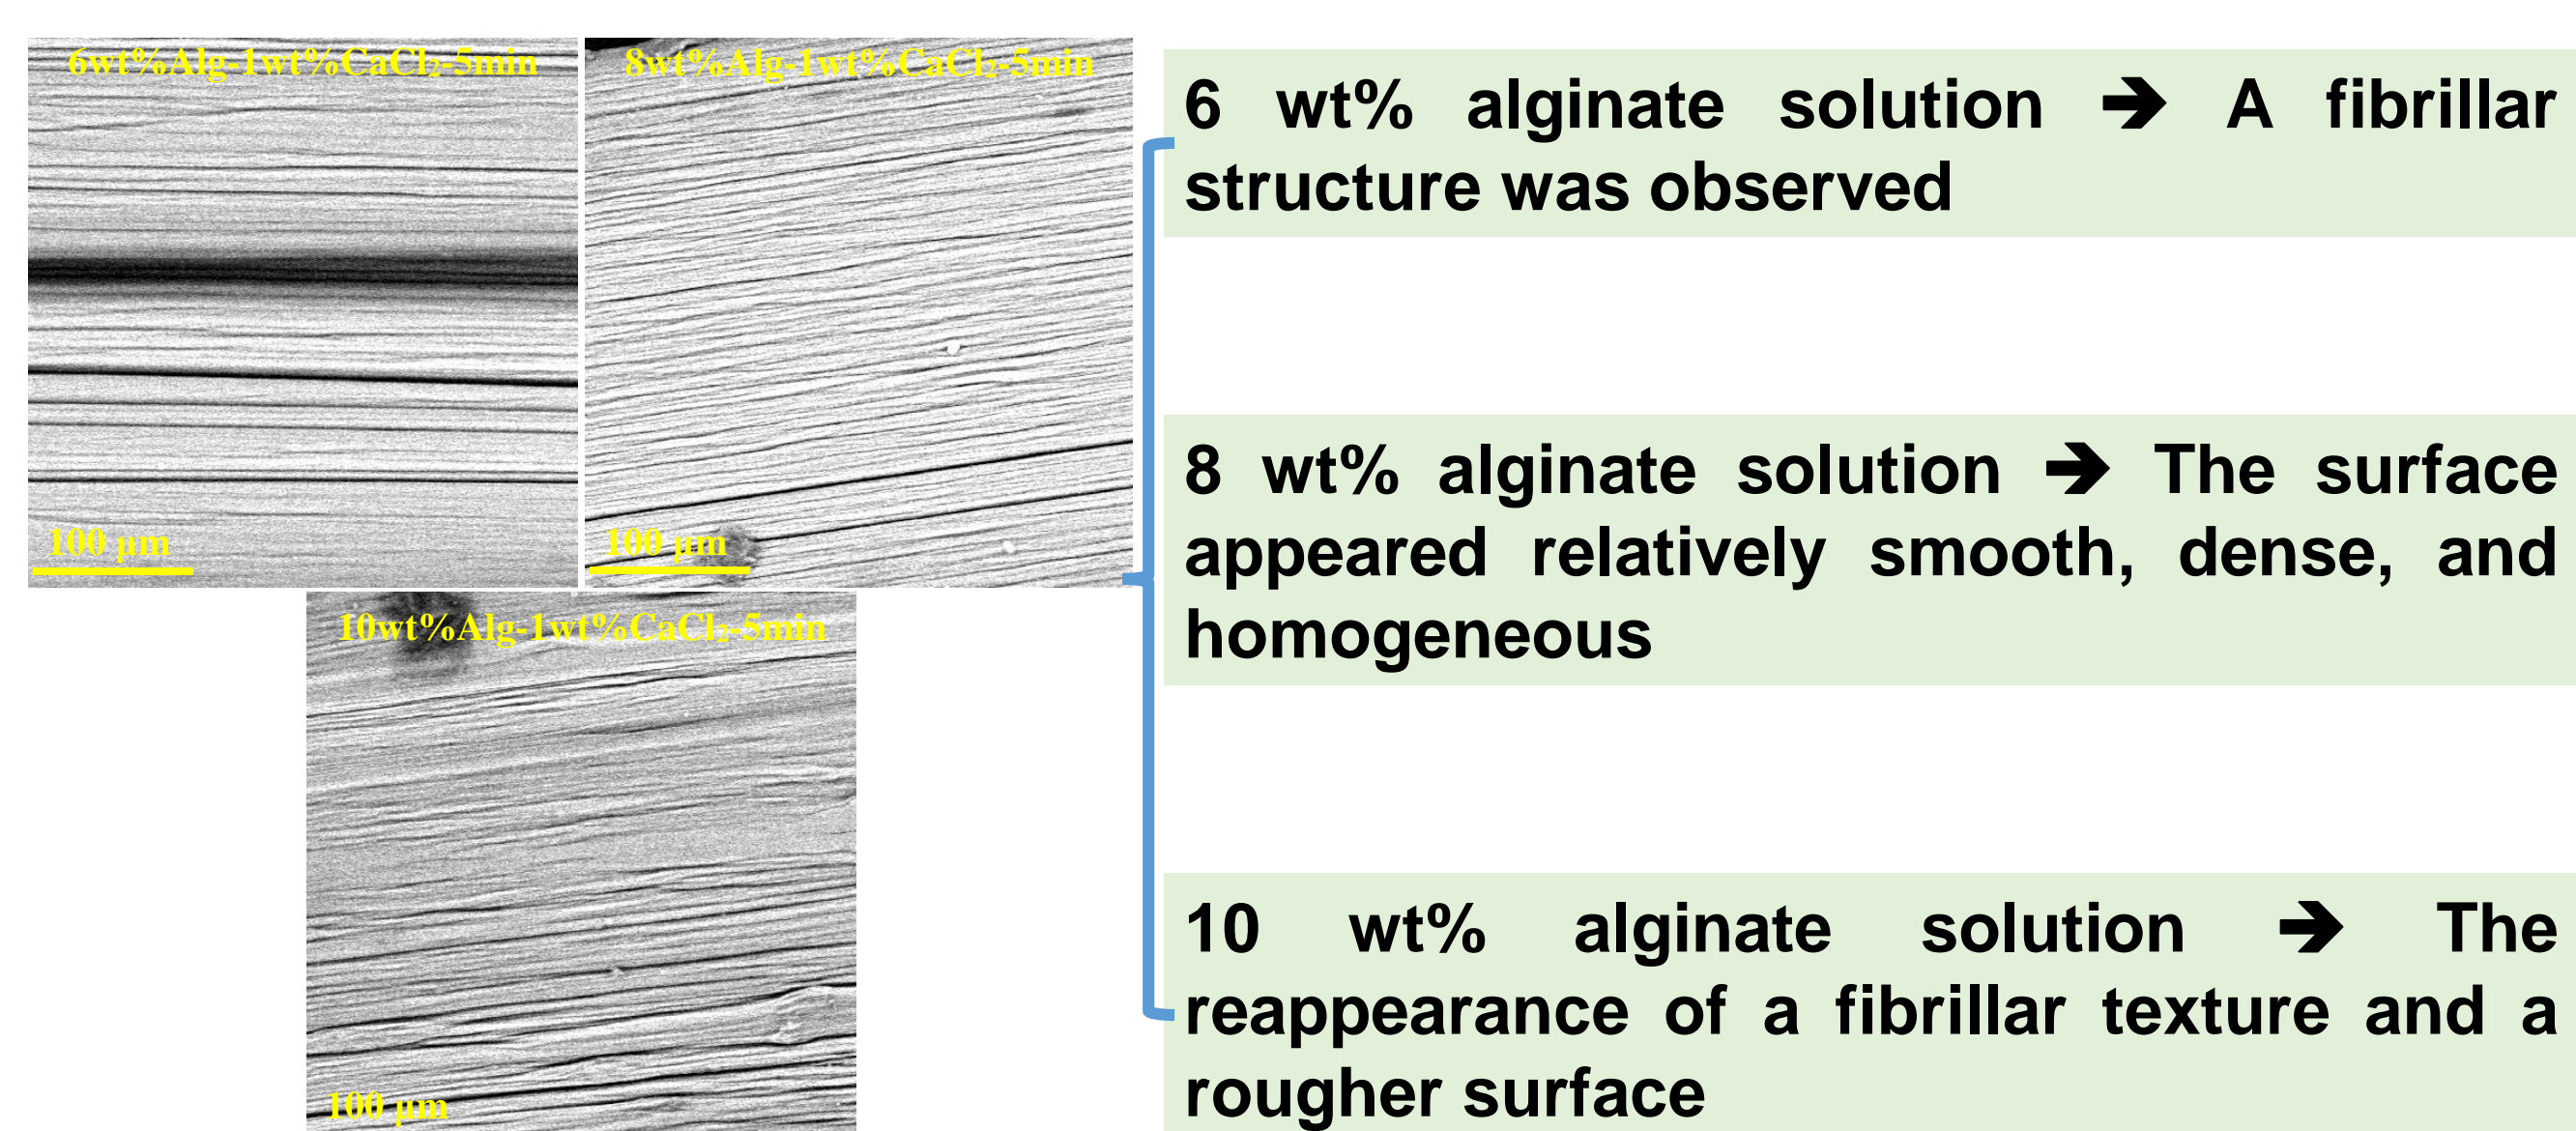 6wt%Alg-1wt%CaCl₂-5min
8wt%Alg-1wt%CaCl₂-5min
100 µm
100 µm
10wt%Alg-1wt%CaCl₂-5min
100 µm
6 wt% alginate solution ➔ A fibrillar
structure was observed
8 wt% alginate solution ➔ The surface
appeared relatively smooth, dense, and
homogeneous
10 wt% alginate solution ➔ The
reappearance of a fibrillar texture and a
rougher surface